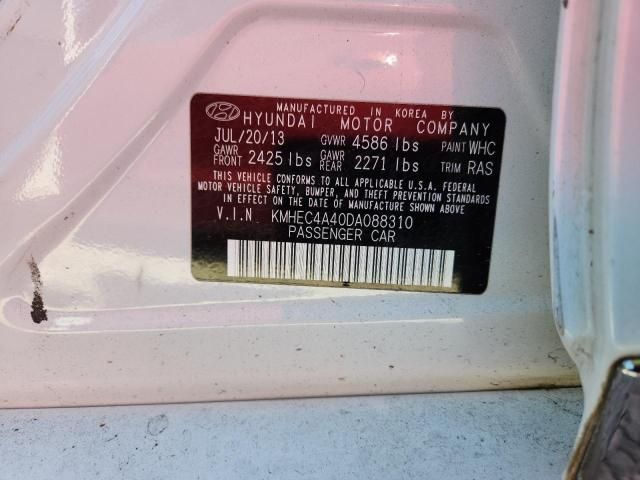 MANUFACTURED IN KOREA BY
HYUNDAI MOTOR COMPANY
JUL/20/13 GVWR 4586 lbs PAINT WHC
GAWR FRONT 2425 lbs GAWR REAR 2271 lbs TRIM RAS
THIS VEHICLE CONFORMS TO ALL APPLICABLE U.S.A. FEDERAL
MOTOR VEHICLE SAFETY, BUMPER, AND THEFT PREVENTION STANDARDS
IN EFFECT ON THE DATE OF MANUFACTURE SHOWN ABOVE
V.I.N. KMHEC4A40DA088310
PASSENGER CAR